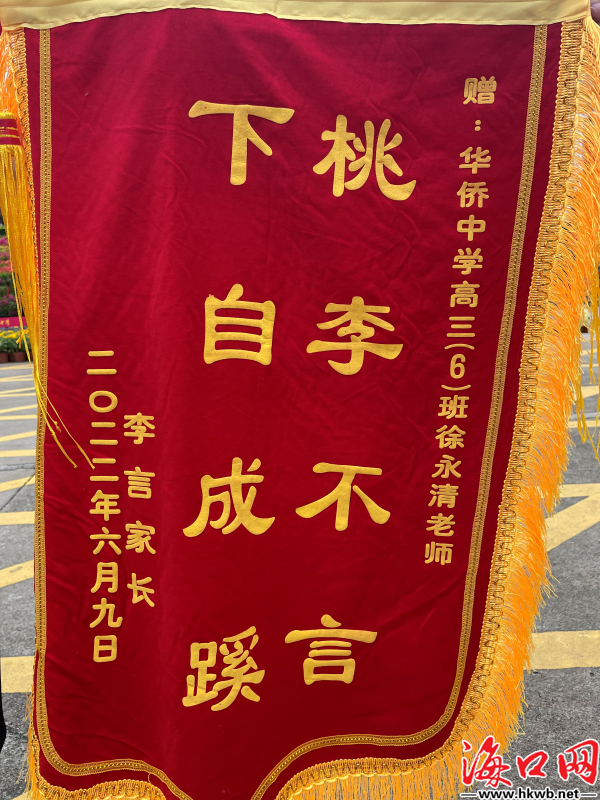 赠：华侨中学高三(6)班徐永清老师
桃李不言
下自成蹊
李言家长
二〇二二年六月九日
海口网
www.hkwb.net